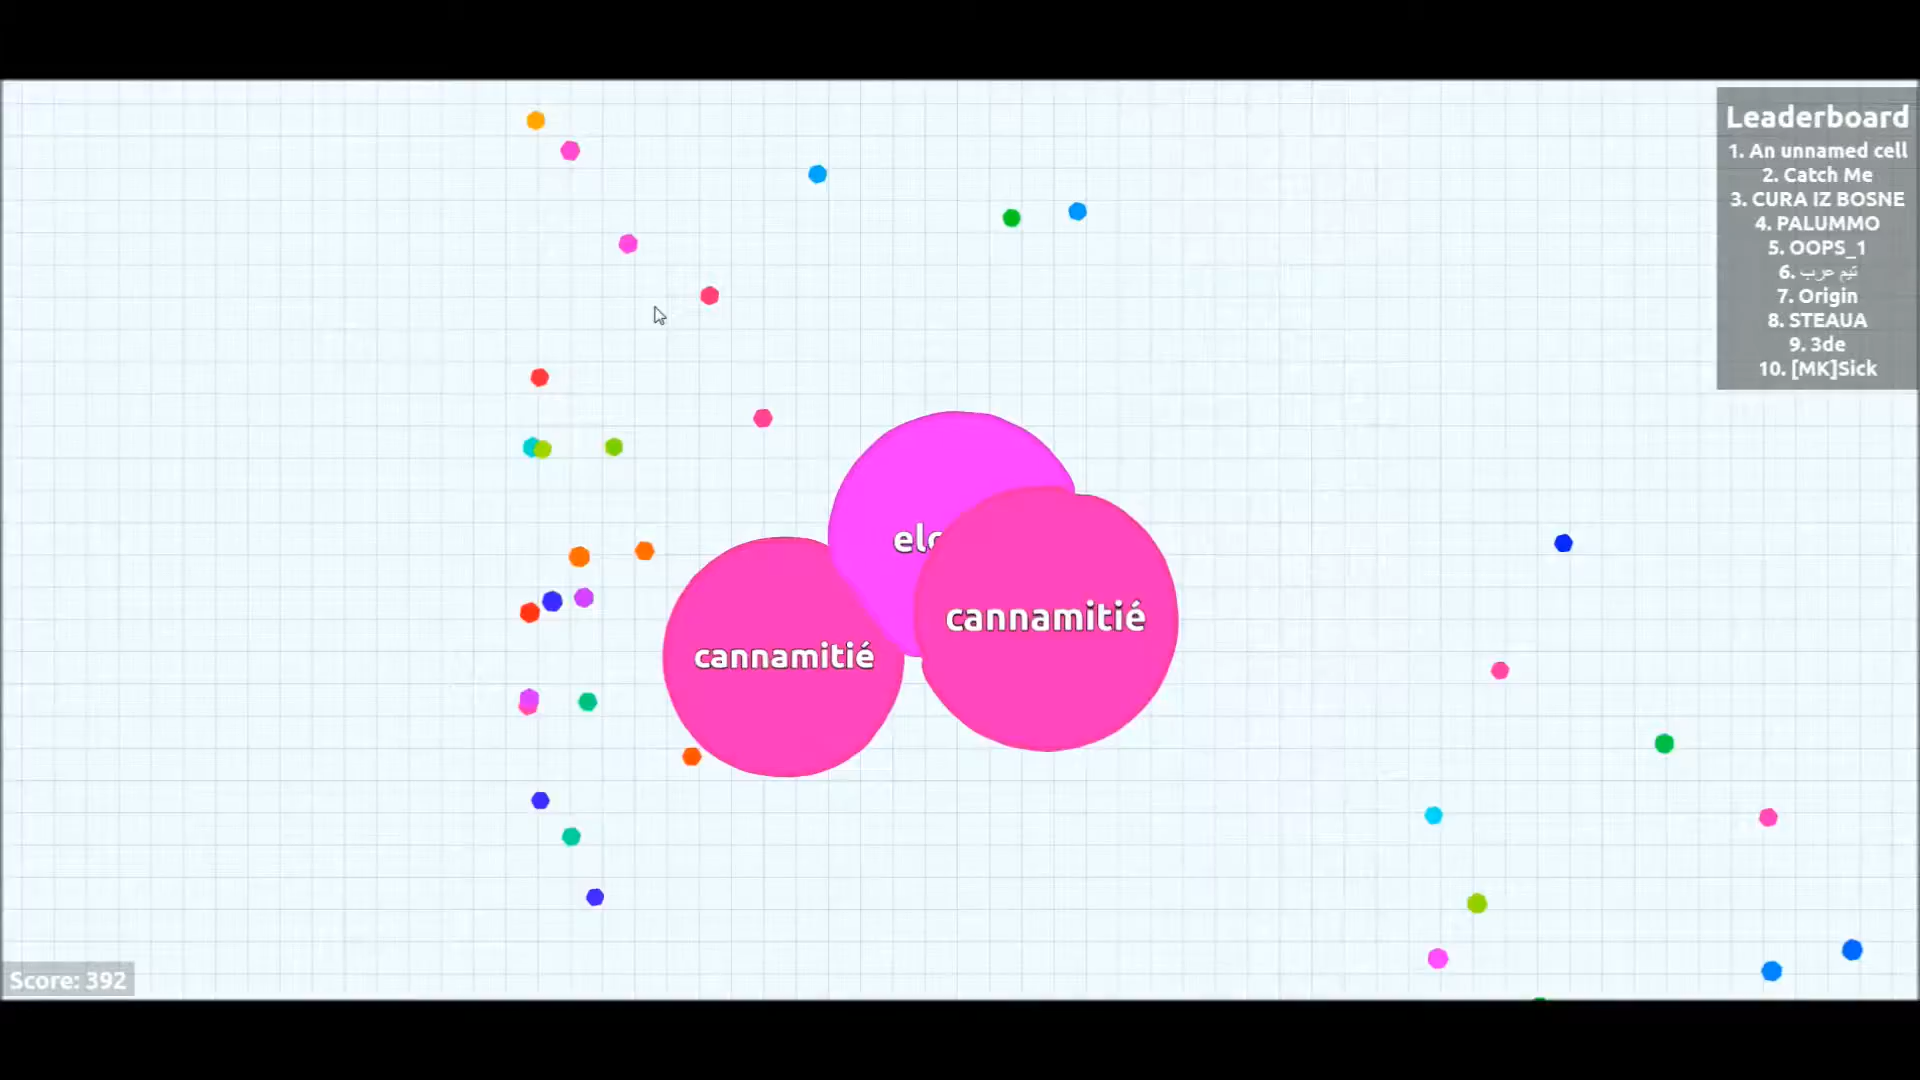 Leaderboard
1. An unnamed cell
2. Catch Me
3. CURA IZ BOSNE
4. PALUMMO
5. OOPS_1
6. تيم عرب
7. Origin
8. STEAUA
9. 3de
10. [MK]Sick
cannamitié
cannamitié
Score: 392